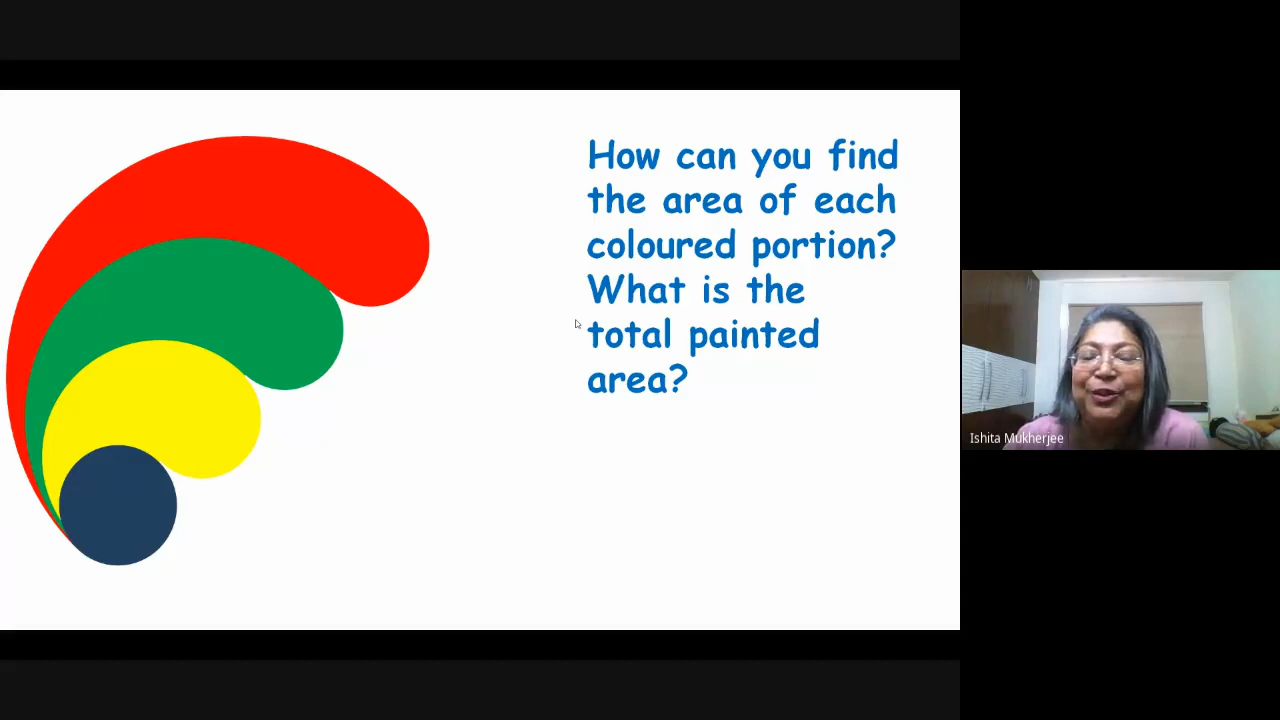 How can you find
the area of each
coloured portion?
What is the
total painted
area?
Ishita Mukherjee